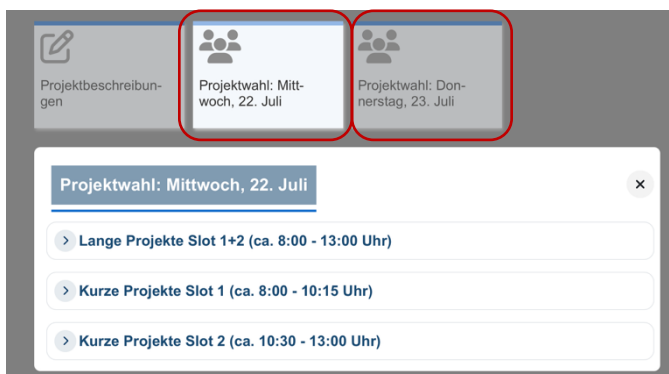 Projektbeschreibun-
gen
Projektwahl: Mitt-
woch, 22. Juli
Projektwahl: Don-
nerstag, 23. Juli
Projektwahl: Mittwoch, 22. Juli
Lange Projekte Slot 1+2 (ca. 8:00 - 13:00 Uhr)
Kurze Projekte Slot 1 (ca. 8:00 - 10:15 Uhr)
Kurze Projekte Slot 2 (ca. 10:30 - 13:00 Uhr)